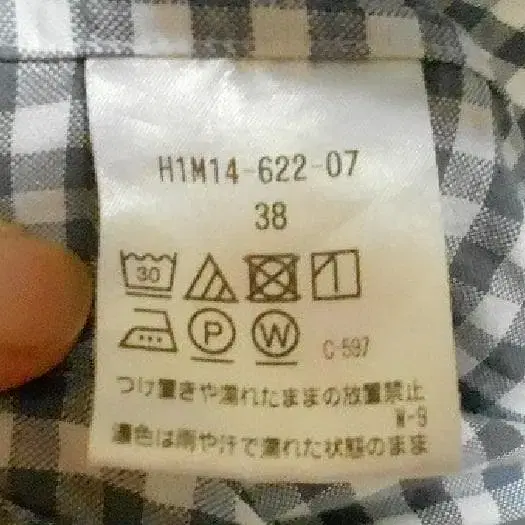 H1M14-622-07
38
30
P W C-597
つけ置きや濡れたままの放置禁止
W-9
濃色は雨や汗で濡れた状態のまま